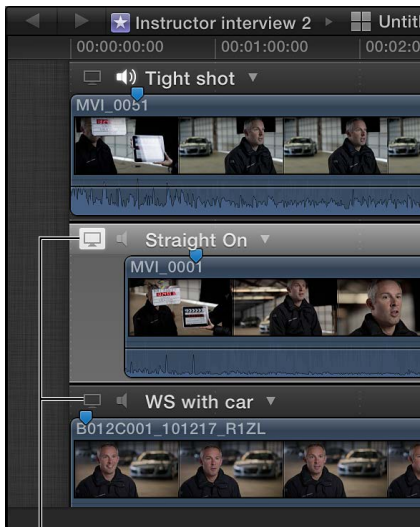 Instructor interview 2 Untitl
00:00:00:00 00:01:00:00 00:02:0
Tight shot
MVI_0051
Straight On
MVI_0001
WS with car
B012C001_101217_R1ZL